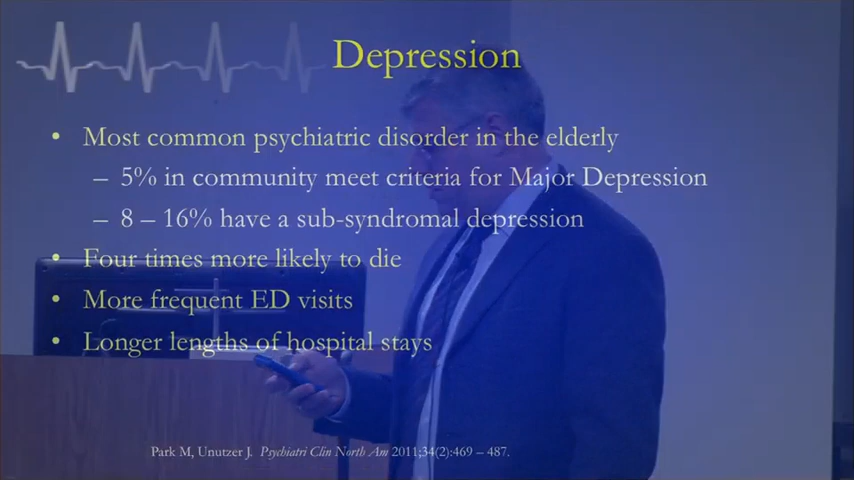 Depression
• Most common psychiatric disorder in the elderly
– 5% in community meet criteria for Major Depression
– 8 – 16% have a sub-syndromal depression
• Four times more likely to die
• More frequent ED visits
• Longer lengths of hospital stays
Park M, Unutzer J. Psychiatri Clin North Am 2011;34(2):469 – 487.